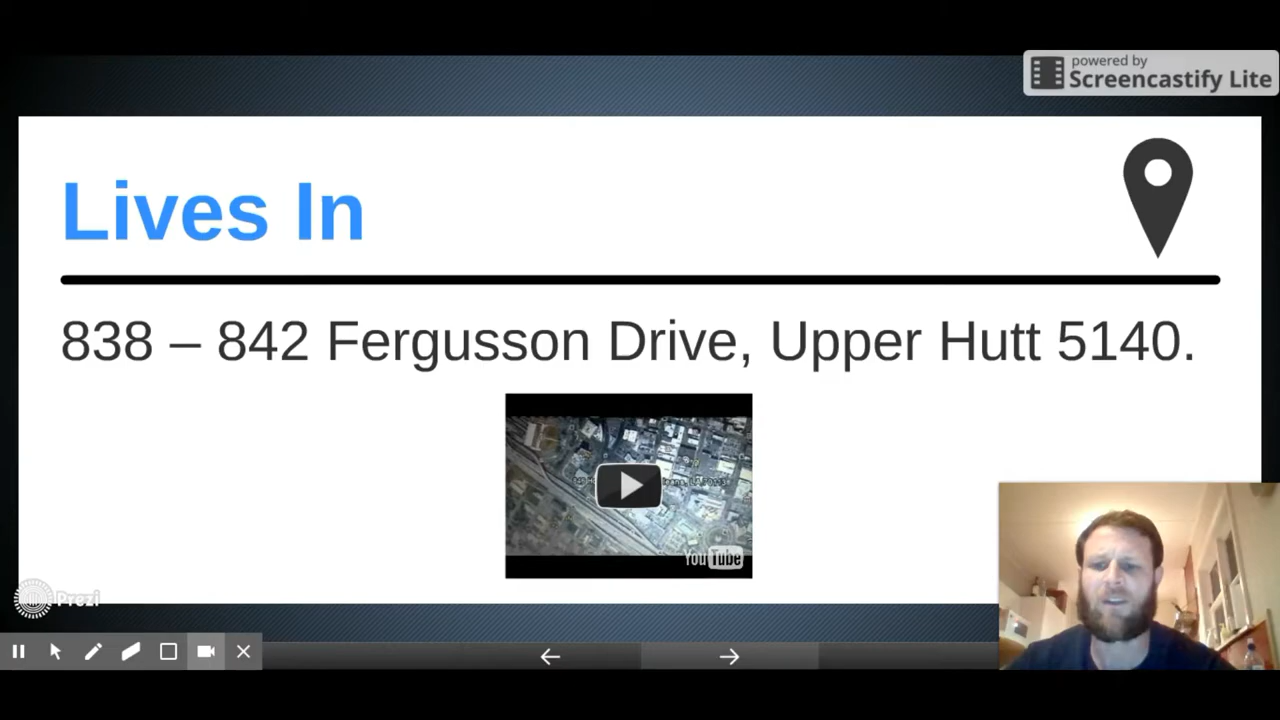 powered by
Screencastify Lite
Lives In
838 – 842 Fergusson Drive, Upper Hutt 5140.
YouTube
Prezi